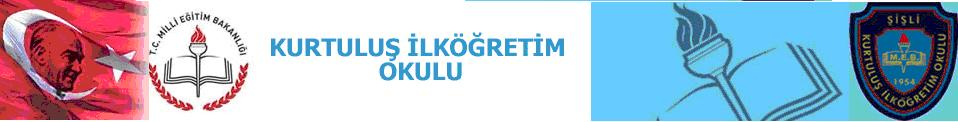 T.C. MİLLİ EĞİTİM BAKANLIĞI
KURTULUŞ İLKÖĞRETİM
OKULU
ŞİŞLİ
KURTULUŞ İLKÖĞRETİM OKULU
M.E.B.
1954